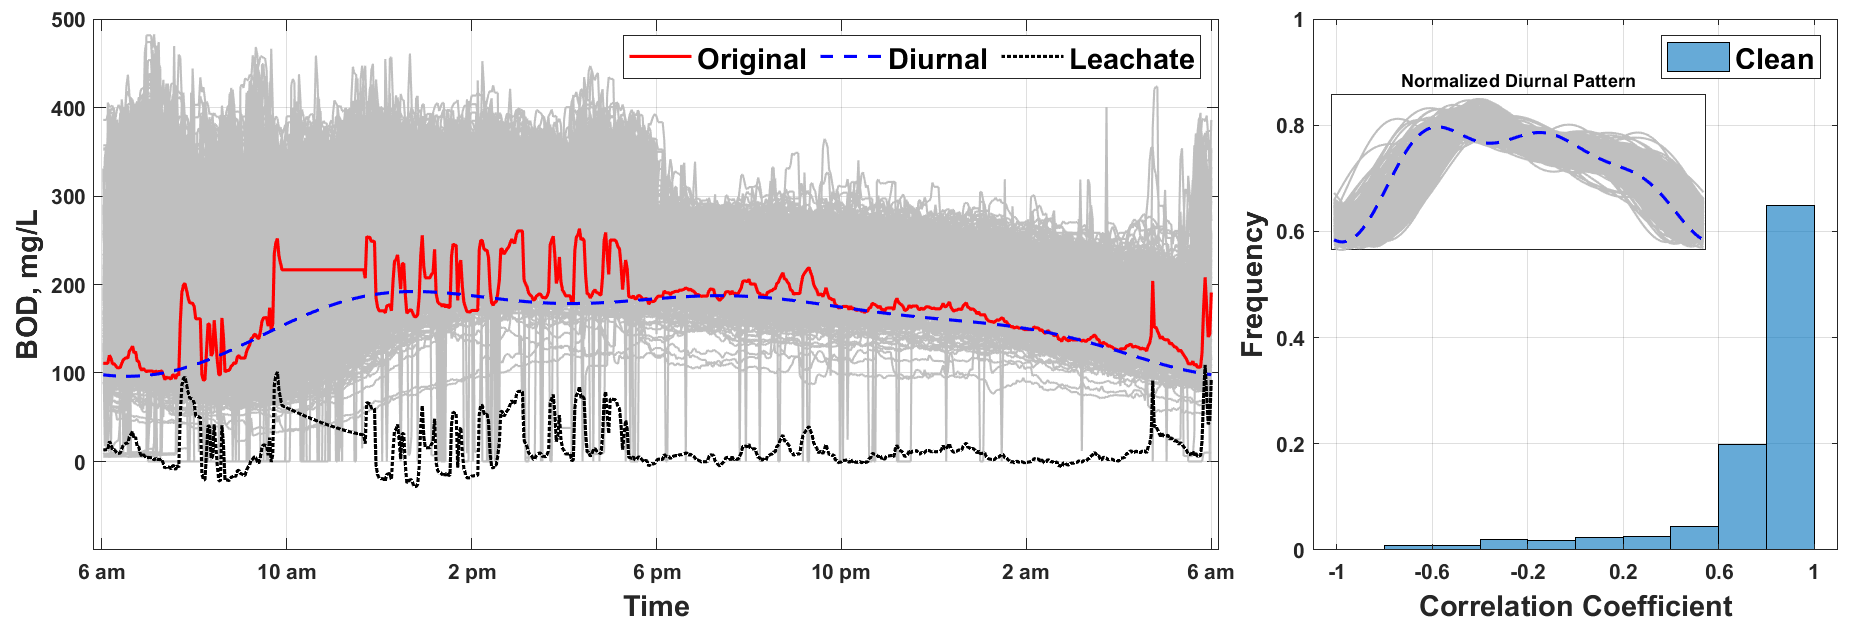 500
400
300
200
100
0
BOD, mg/L
Original Diurnal Leachate
6 am 10 am 2 pm 6 pm 10 pm 2 am 6 am
Time
1
0.8
0.6
0.4
0.2
0
Frequency
Clean
Normalized Diurnal Pattern
-1 -0.6 -0.2 0.2 0.6 1
Correlation Coefficient